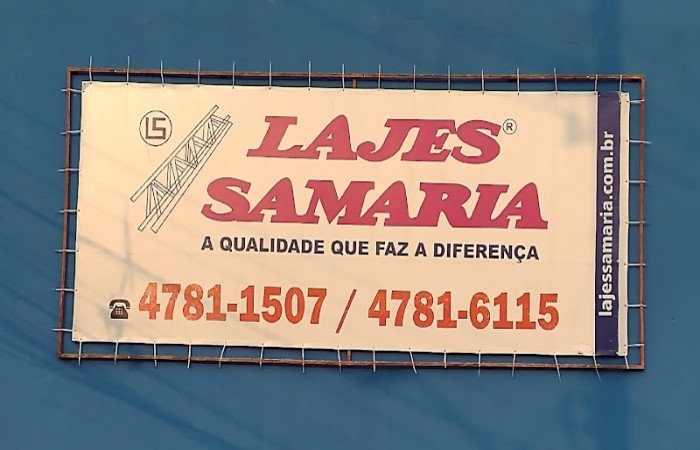 LS
LAJES®
SAMARIA
A QUALIDADE QUE FAZ A DIFERENÇA
4781-1507 / 4781-6115
lajessamaria.com.br